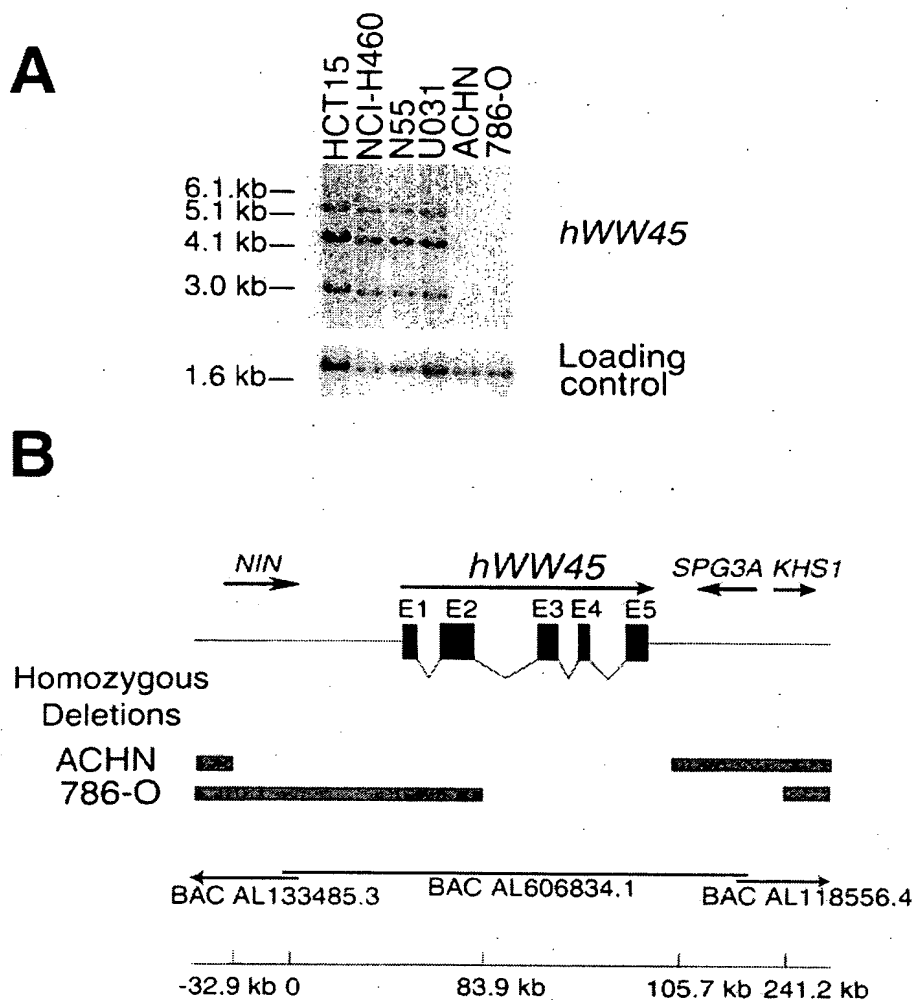 A
HCT15
NCI-H460
N55
U031
ACHN
786-O
6.1.kb
5.1 kb
4.1 kb
3.0 kb
hWW45
1.6 kb
Loading
control
B
NIN
hWW45
SPG3A KHS1
E1 E2 E3 E4 E5
Homozygous
Deletions
ACHN
786-O
BAC AL133485.3
BAC AL606834.1
BAC AL118556.4
-32.9 kb 0 83.9 kb 105.7 kb 241.2 kb